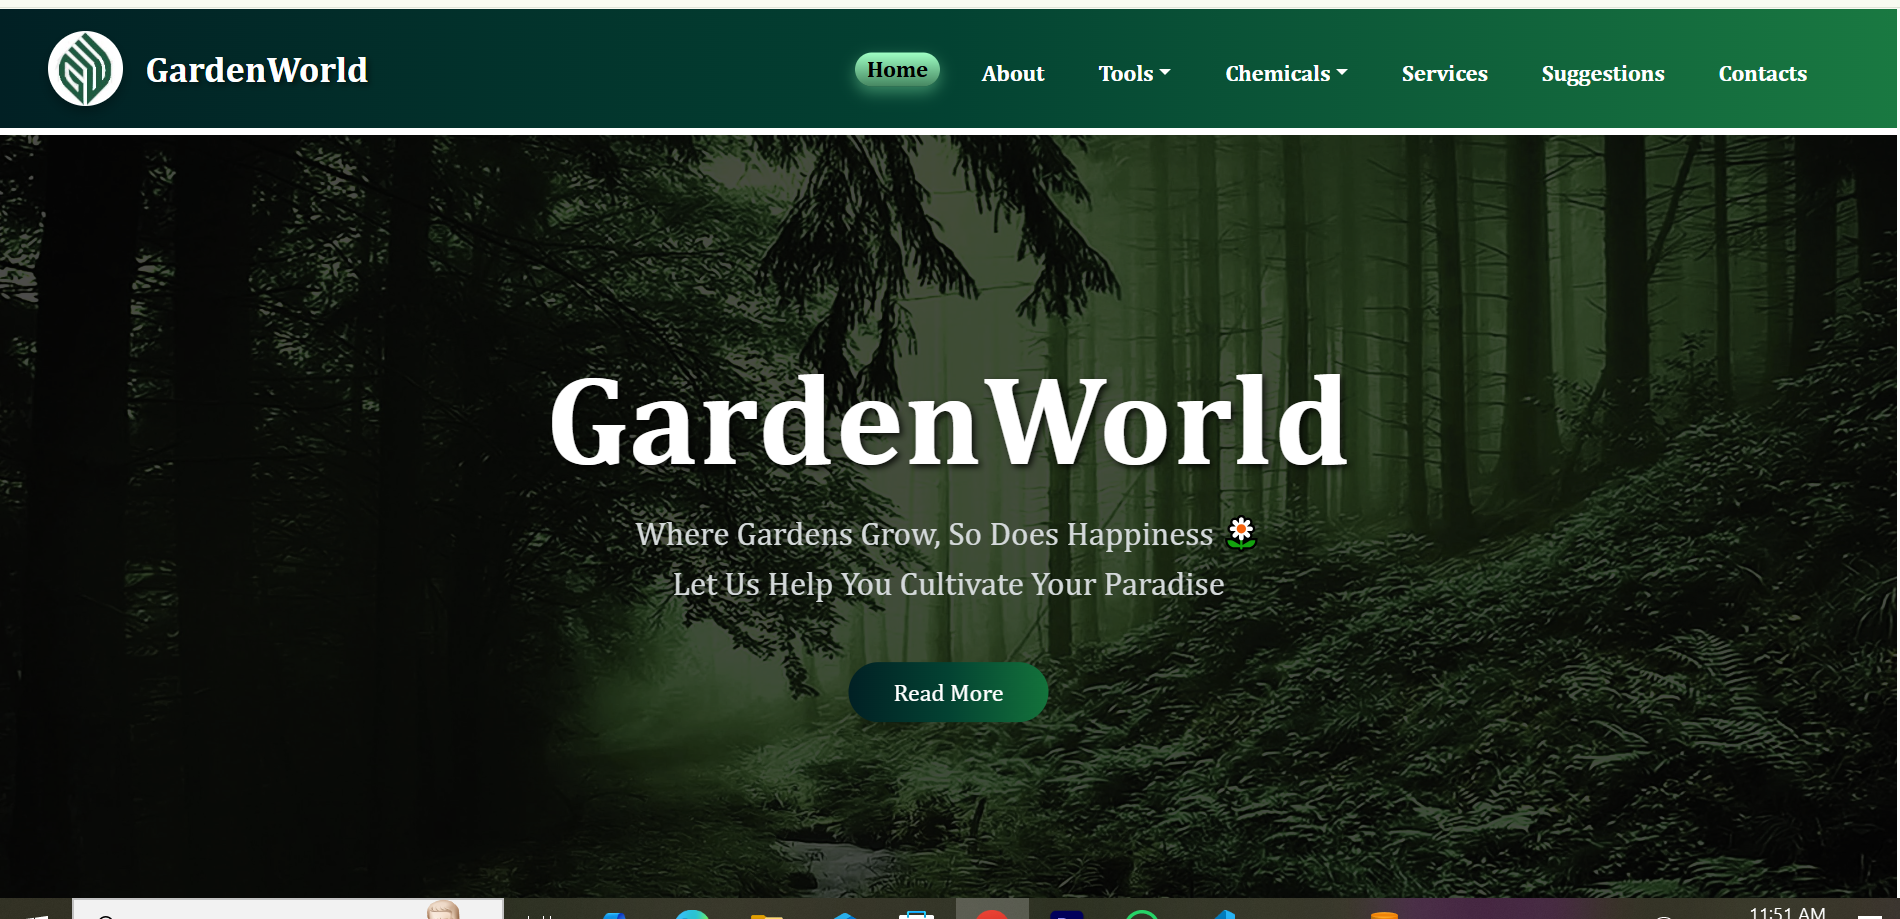 GardenWorld
Home About Tools Chemicals Services Suggestions Contacts
GardenWorld
Where Gardens Grow, So Does Happiness
Let Us Help You Cultivate Your Paradise
Read More
11:51 AM